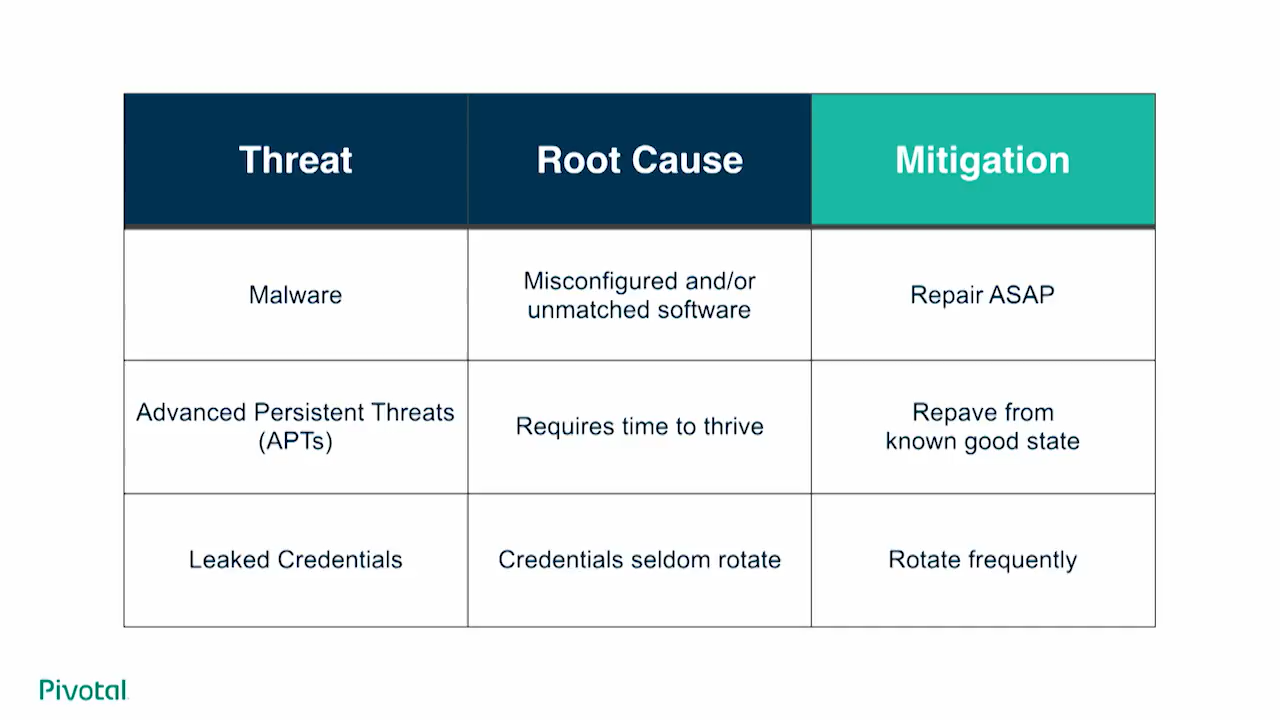 Threat
Root Cause
Mitigation
Malware
Misconfigured and/or
unmatched software
Repair ASAP
Advanced Persistent Threats
(APTs)
Requires time to thrive
Repave from
known good state
Leaked Credentials
Credentials seldom rotate
Rotate frequently
Pivotal